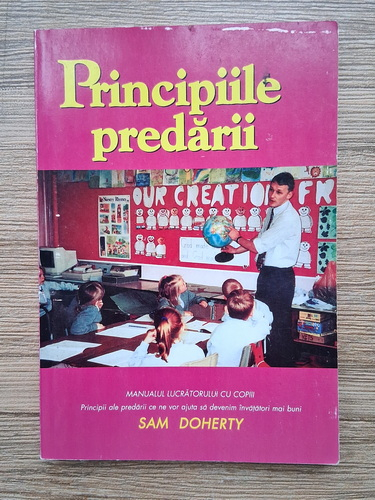 Principiile
predării
OUR CREATION FR
MANUALUL LUCRĂTORULUI CU COPIII
Principii ale predării ce ne vor ajuta să devenim învățători mai buni
SAM DOHERTY